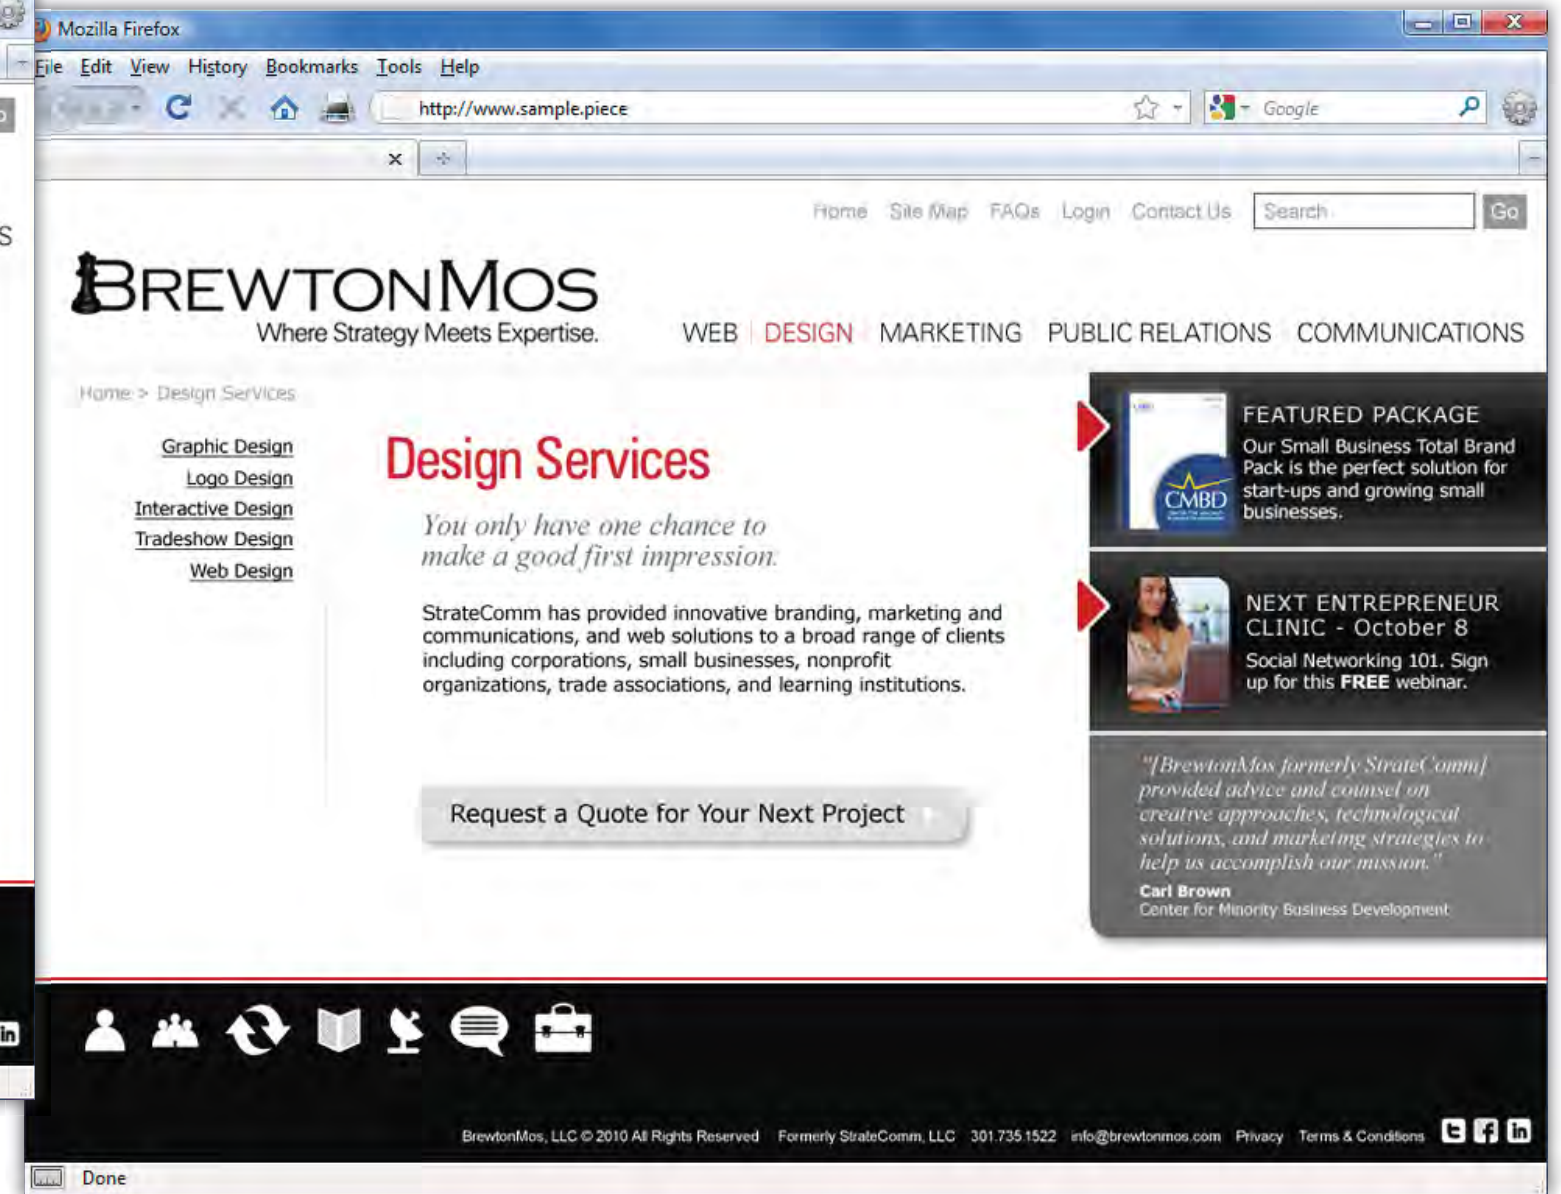 Mozilla Firefox
File Edit View History Bookmarks Tools Help
http://www.sample.piece
Google
Home Site Map FAQs Login Contact Us Search Go
BREWTONMOS
Where Strategy Meets Expertise.
WEB DESIGN MARKETING PUBLIC RELATIONS COMMUNICATIONS
Home > Design Services
Graphic Design
Logo Design
Interactive Design
Tradeshow Design
Web Design
Design Services
You only have one chance to
make a good first impression.
StrateComm has provided innovative branding, marketing and
communications, and web solutions to a broad range of clients
including corporations, small businesses, nonprofit
organizations, trade associations, and learning institutions.
Request a Quote for Your Next Project
CMBD
FEATURED PACKAGE
Our Small Business Total Brand
Pack is the perfect solution for
start-ups and growing small
businesses.
NEXT ENTREPRENEUR
CLINIC - October 8
Social Networking 101. Sign
up for this FREE webinar.
"[BrewtonMos formerly StrateComm]
provided advice and counsel on
creative approaches, technological
solutions, and marketing strategies to
help us accomplish our mission."
Carl Brown
Center for Minority Business Development
BrewtonMos, LLC © 2010 All Rights Reserved Formerly StrateComm, LLC 301.735.1522 info@brewtonmos.com Privacy Terms & Conditions
Done